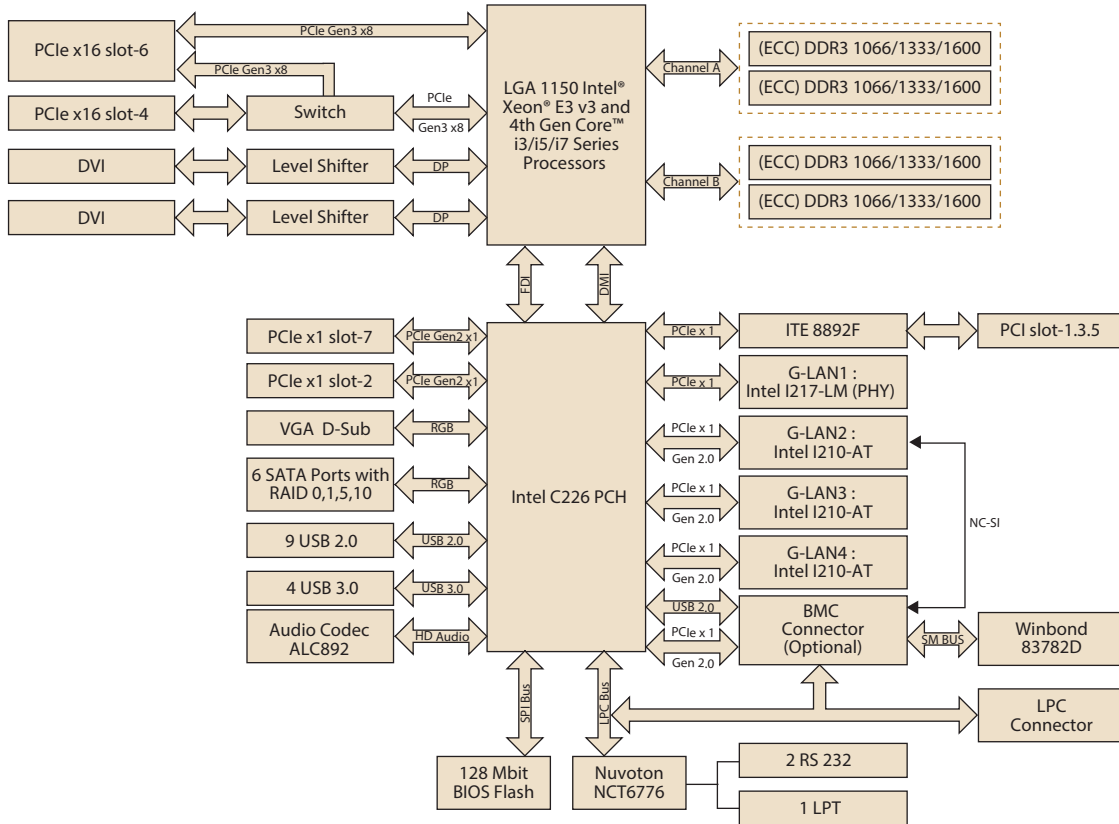 PCIe x16 slot-6
PCIe Gen3 x8
PCIe Gen3 x8
PCIe x16 slot-4
Switch
PCIe
Gen3 x8
DVI
Level Shifter
DP
DVI
Level Shifter
DP
LGA 1150 Intel®
Xeon® E3 v3 and
4th Gen Core™
i3/i5/i7 Series
Processors
Channel A
(ECC) DDR3 1066/1333/1600
(ECC) DDR3 1066/1333/1600
Channel B
(ECC) DDR3 1066/1333/1600
(ECC) DDR3 1066/1333/1600
FDI
DMI
PCIe x1 slot-7
PCIe Gen2 x1
PCIe x1 slot-2
PCIe Gen2 x1
VGA D-Sub
RGB
6 SATA Ports with
RAID 0,1,5,10
RGB
9 USB 2.0
USB 2.0
4 USB 3.0
USB 3.0
Audio Codec
ALC892
HD Audio
Intel C226 PCH
PCIe x 1
ITE 8892F
PCI slot-1.3.5
PCIe x 1
G-LAN1 :
Intel I217-LM (PHY)
PCIe x 1
Gen 2.0
G-LAN2 :
Intel I210-AT
PCIe x 1
Gen 2.0
G-LAN3 :
Intel I210-AT
NC-SI
PCIe x 1
Gen 2.0
G-LAN4 :
Intel I210-AT
USB 2.0
PCIe x 1
Gen 2.0
BMC
Connector
(Optional)
SM BUS
Winbond
83782D
SPI Bus
LPC Bus
LPC
Connector
128 Mbit
BIOS Flash
Nuvoton
NCT6776
2 RS 232
1 LPT